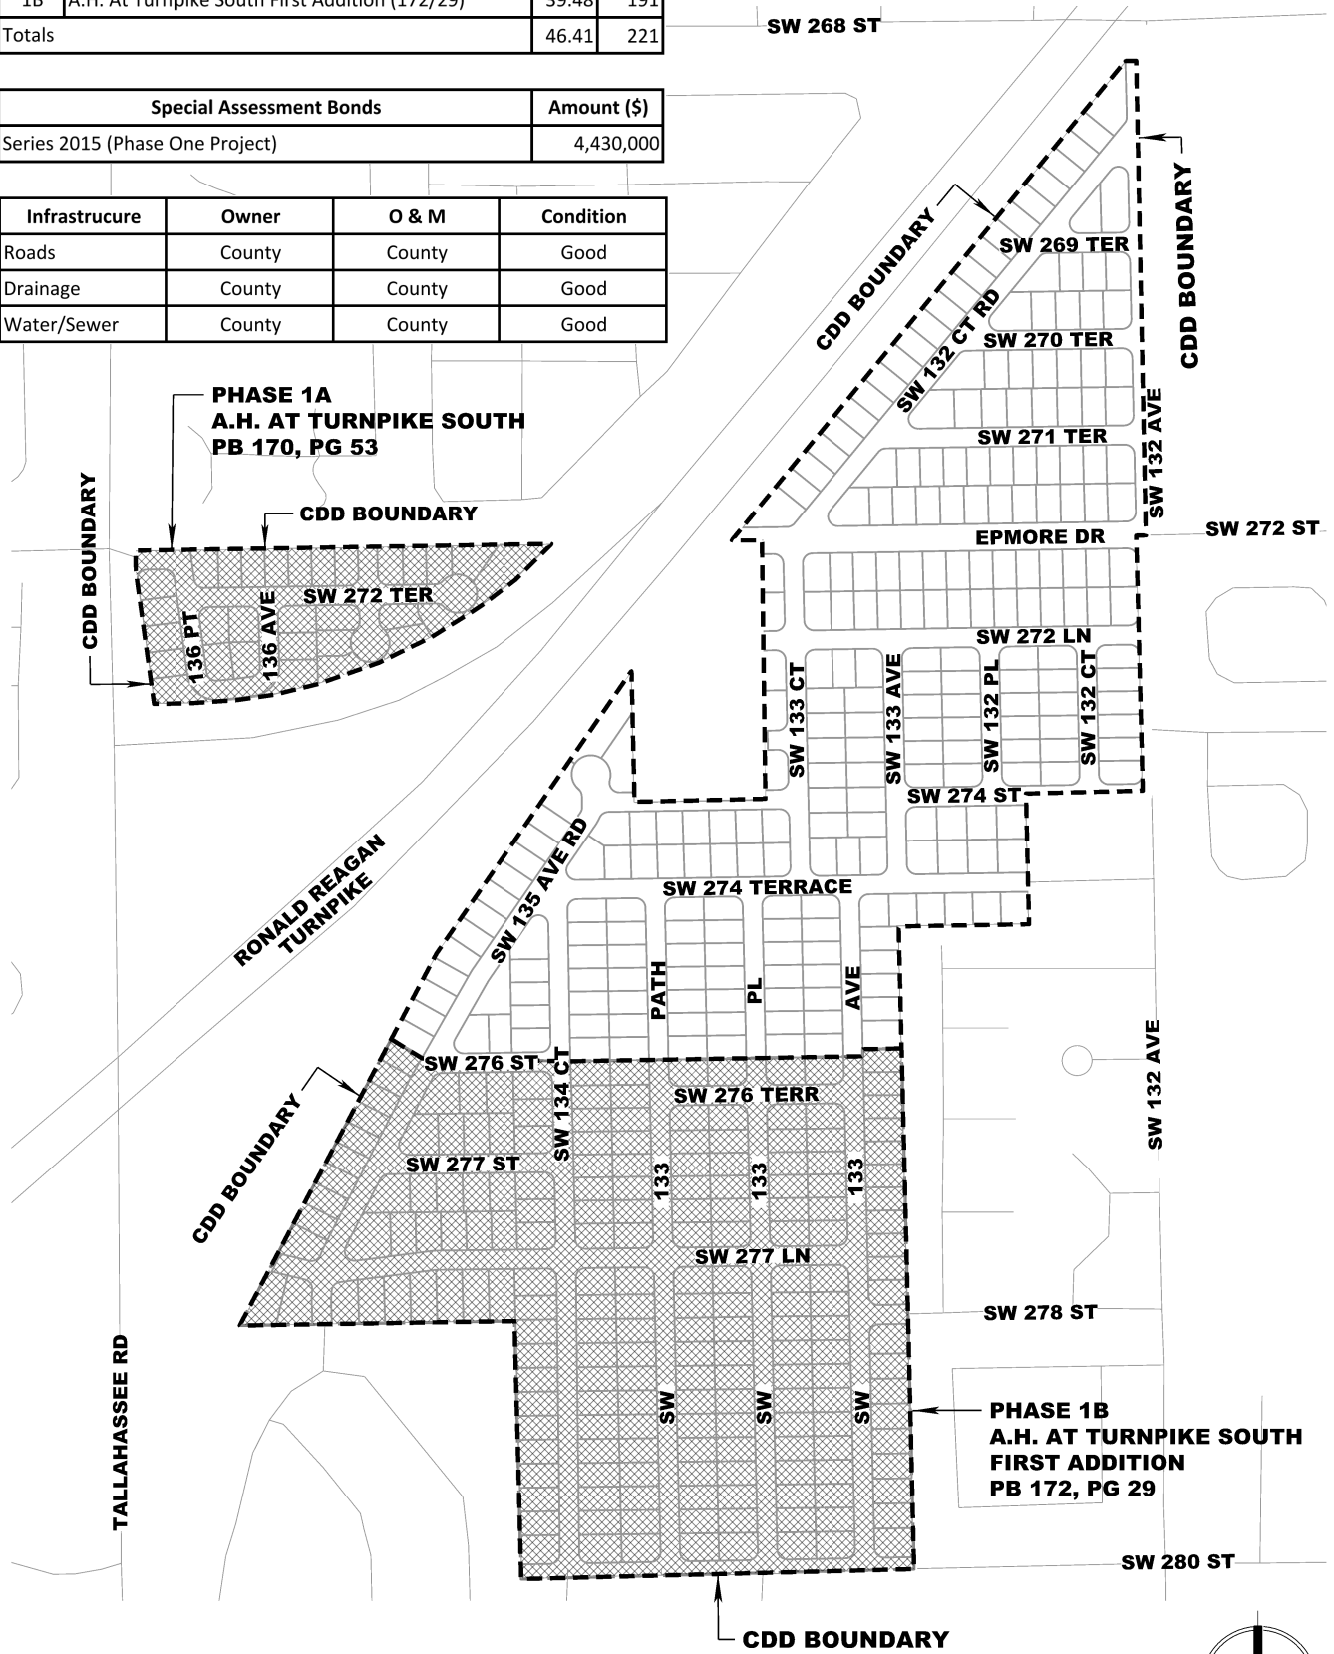 1B A.H. At Turnpike South First Addition (172/29) 39.48 191
Totals 46.41 221
Special Assessment Bonds Amount ($)
Series 2015 (Phase One Project) 4,430,000
Infrastrucure Owner O & M Condition
Roads County County Good
Drainage County County Good
Water/Sewer County County Good
SW 268 ST
CDD BOUNDARY
CDD BOUNDARY
SW 269 TER
SW 132 CT RD
SW 270 TER
SW 271 TER
SW 132 AVE
EPMORE DR
SW 272 ST
PHASE 1A
A.H. AT TURNPIKE SOUTH
PB 170, PG 53
CDD BOUNDARY
CDD BOUNDARY
SW 272 TER
136 PT
136 AVE
SW 272 LN
SW 133 CT
SW 133 AVE
SW 132 PL
SW 132 CT
SW 274 ST
SW 135 AVE RD
SW 274 TERRACE
RONALD REAGAN
TURNPIKE
PATH
PL
AVE
SW 132 AVE
SW 276 ST
SW 134 CT
SW 276 TERR
CDD BOUNDARY
SW 277 ST
133
133
133
SW 277 LN
SW 278 ST
TALLAHASSEE RD
SW
SW
SW
PHASE 1B
A.H. AT TURNPIKE SOUTH
FIRST ADDITION
PB 172, PG 29
SW 280 ST
CDD BOUNDARY